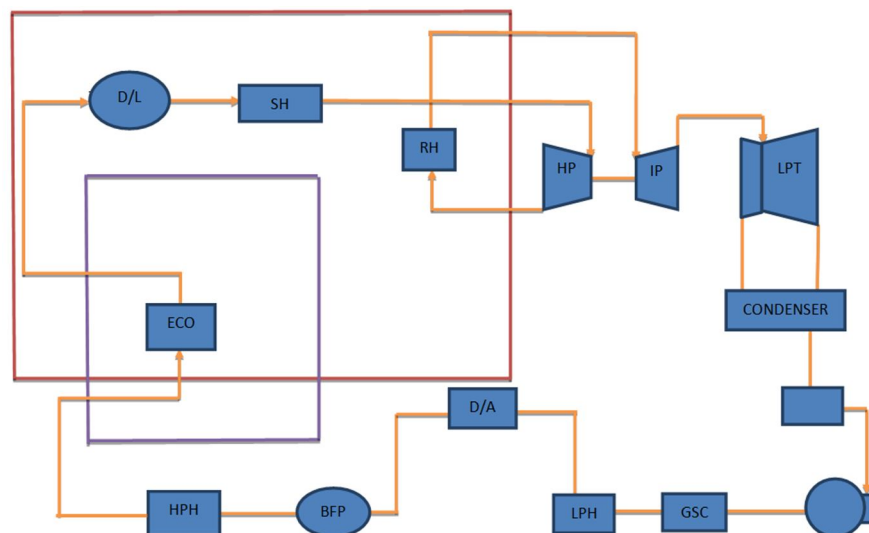 D/L
SH
RH
HP
IP
LPT
ECO
CONDENSER
D/A
HPH
BFP
LPH
GSC